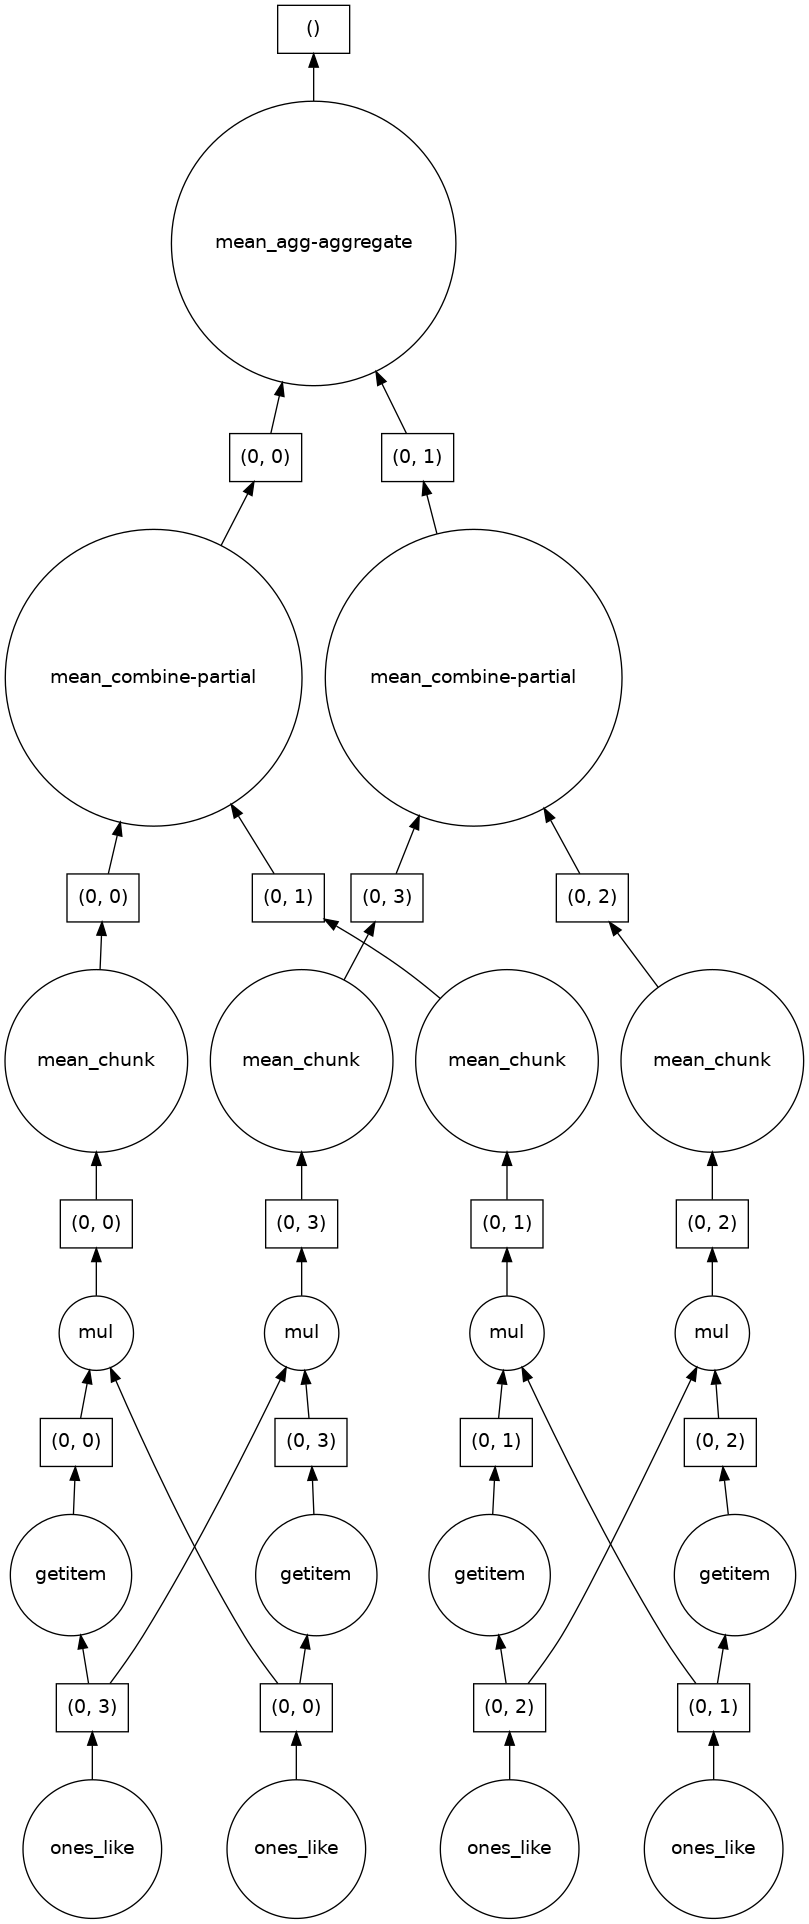 ()
mean_agg-aggregate
(0, 0)
(0, 1)
mean_combine-partial
mean_combine-partial
(0, 0)
(0, 1)
(0, 3)
(0, 2)
mean_chunk
mean_chunk
mean_chunk
mean_chunk
(0, 0)
(0, 3)
(0, 1)
(0, 2)
mul
mul
mul
mul
(0, 0)
(0, 3)
(0, 1)
(0, 2)
getitem
getitem
getitem
getitem
(0, 3)
(0, 0)
(0, 2)
(0, 1)
ones_like
ones_like
ones_like
ones_like